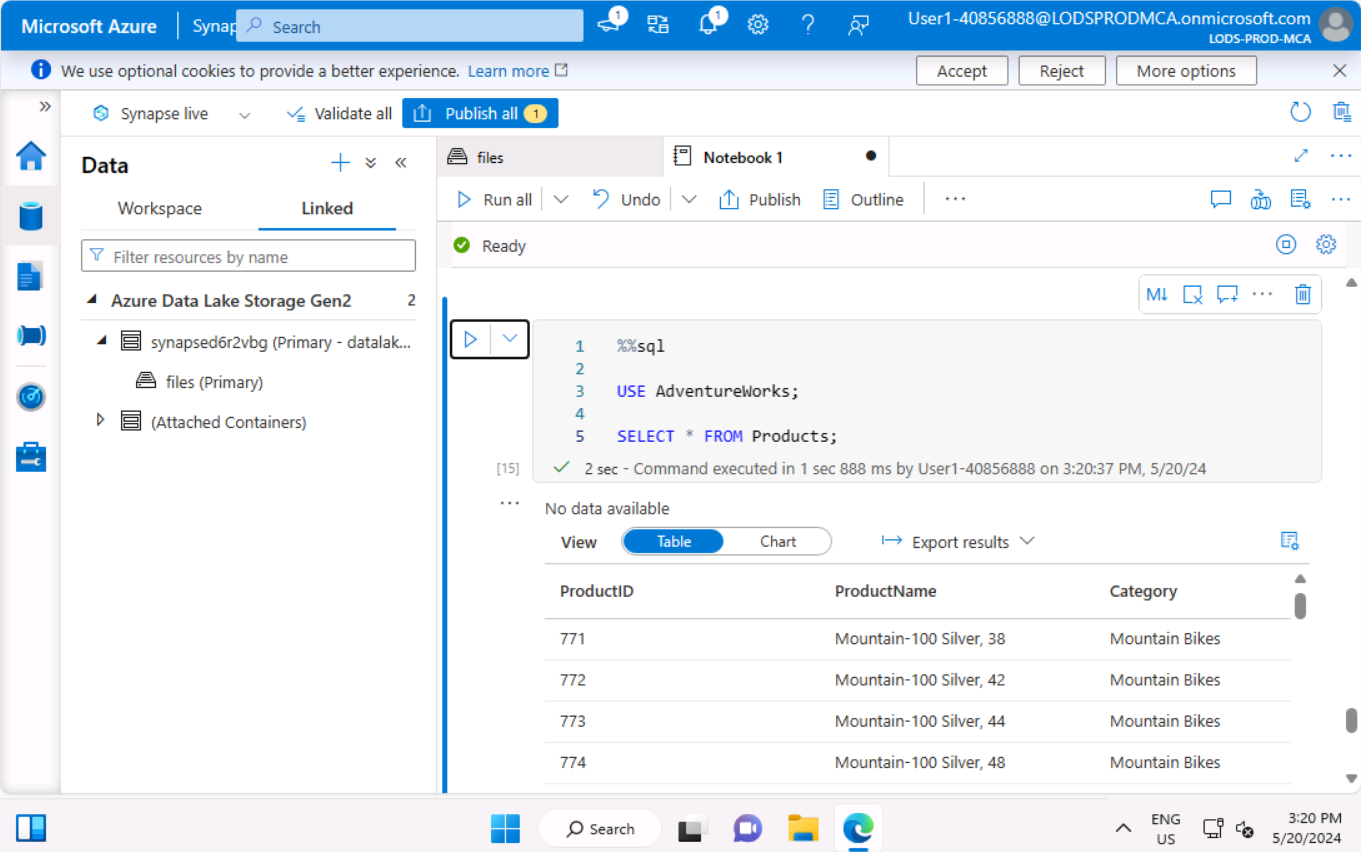 Microsoft Azure
Synap
Search
1
1
User1-40856888@LODSPRODMCA.onmicrosoft.com
LODS-PROD-MCA
We use optional cookies to provide a better experience. Learn more
Accept
Reject
More options
Synapse live
Validate all
Publish all 1
Data
Workspace
Linked
Filter resources by name
Azure Data Lake Storage Gen2 2
synapsed6r2vbg (Primary - datalak...
files (Primary)
(Attached Containers)
files
Notebook 1
Run all
Undo
Publish
Outline
Ready
M↓
1 %%sql
2
3 USE AdventureWorks;
4
5 SELECT * FROM Products;
[15] 2 sec - Command executed in 1 sec 888 ms by User1-40856888 on 3:20:37 PM, 5/20/24
No data available
View Table Chart Export results
ProductID ProductName Category
771 Mountain-100 Silver, 38 Mountain Bikes
772 Mountain-100 Silver, 42 Mountain Bikes
773 Mountain-100 Silver, 44 Mountain Bikes
774 Mountain-100 Silver, 48 Mountain Bikes
Search
ENG
US
3:20 PM
5/20/2024